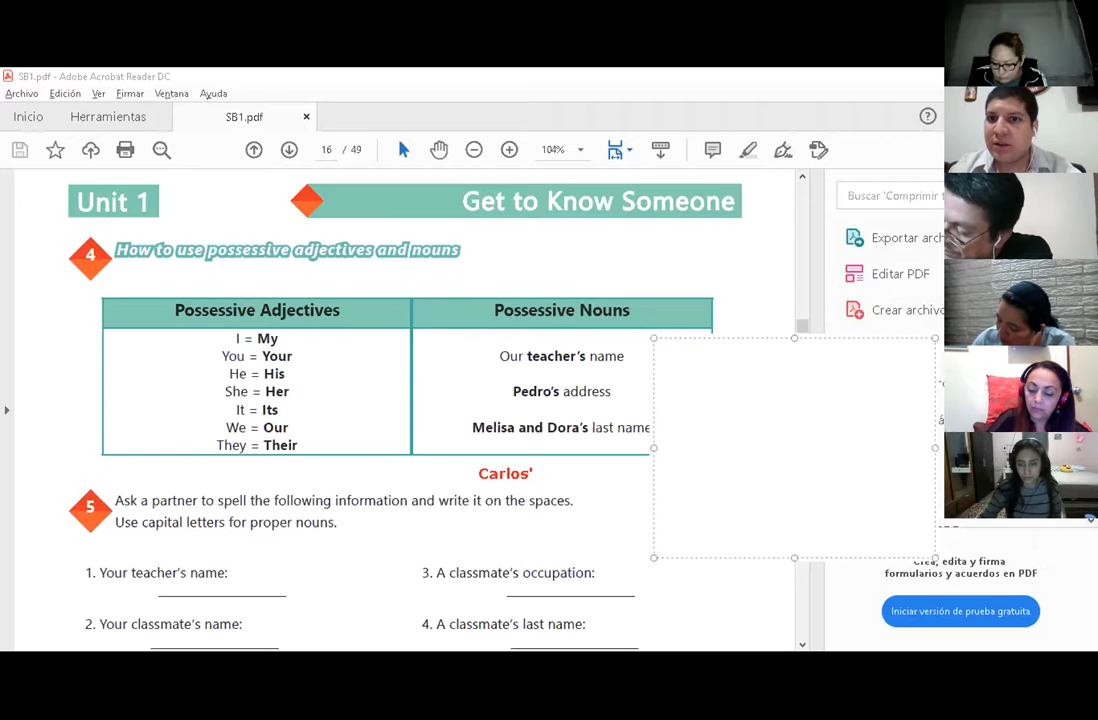 SB1.pdf - Adobe Acrobat Reader DC
Archivo Edición Ver Firmar Ventana Ayuda
Inicio Herramientas SB1.pdf ×
16 / 49 104%
Unit 1 Get to Know Someone
4 How to use possessive adjectives and nouns
Possessive Adjectives Possessive Nouns
I = My
You = Your
He = His
She = Her
It = Its
We = Our
They = Their
Our teacher's name
Pedro's address
Melisa and Dora's last name
Carlos'
5 Ask a partner to spell the following information and write it on the spaces.
Use capital letters for proper nouns.
1. Your teacher's name:
3. A classmate's occupation:
2. Your classmate's name:
4. A classmate's last name:
Buscar 'Comprimir
Exportar arch
Editar PDF
Crear archivo
Crea, edita y firma
formularios y acuerdos en PDF
Iniciar versión de prueba gratuita